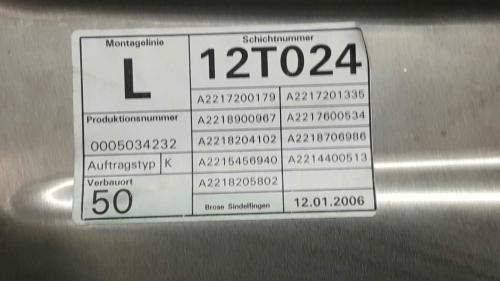 Montagelinie
L
Schichtnummer
12T024
Produktionsnummer
0005034232
Auftragstyp K
Verbauort
50
A2217200179 A2217201335
A2218900967 A2217600534
A2218204102 A2218706986
A2215456940 A2214400513
A2218205802
Brose Sindelfingen 12.01.2006